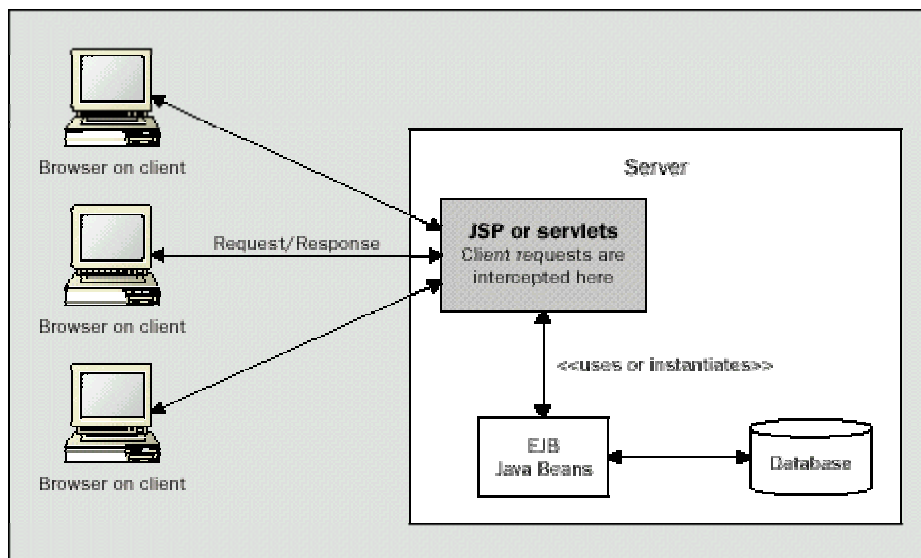 Browser on client
Server
JSP or servlets
Client requests are
intercepted here
Request/Response
Browser on client
<<uses or instantiates>>
EJB
Java Beans
Database
Browser on client